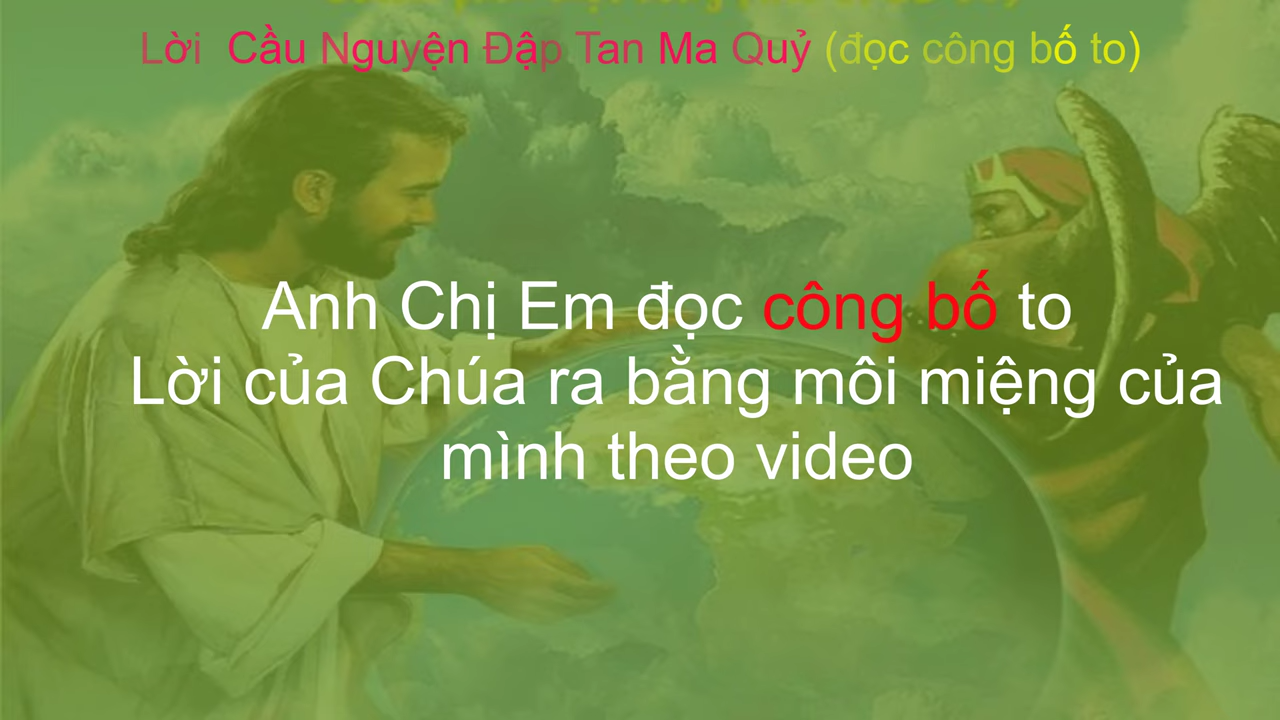 Lời Cầu Nguyện Đập Tan Ma Quỷ (đọc công bố to)
Anh Chị Em đọc công bố to
Lời của Chúa ra bằng môi miệng của
mình theo video